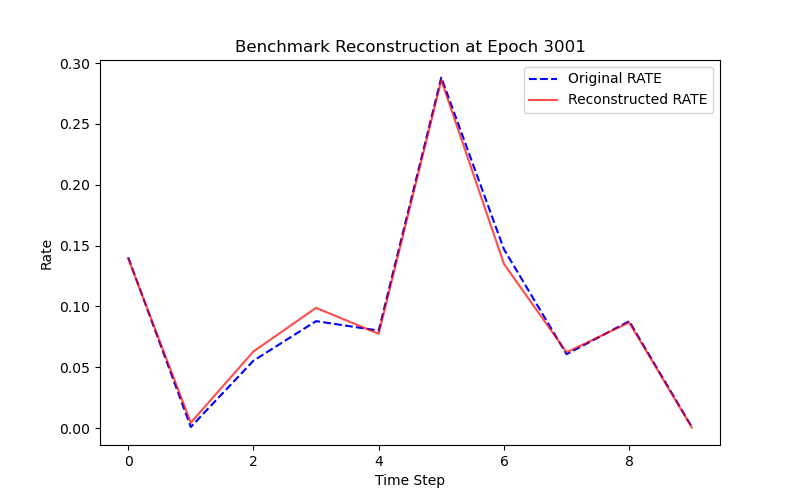 Benchmark Reconstruction at Epoch 3001
Original RATE
Reconstructed RATE
0.30
0.25
0.20
0.15
0.10
0.05
0.00
Rate
0 2 4 6 8
Time Step